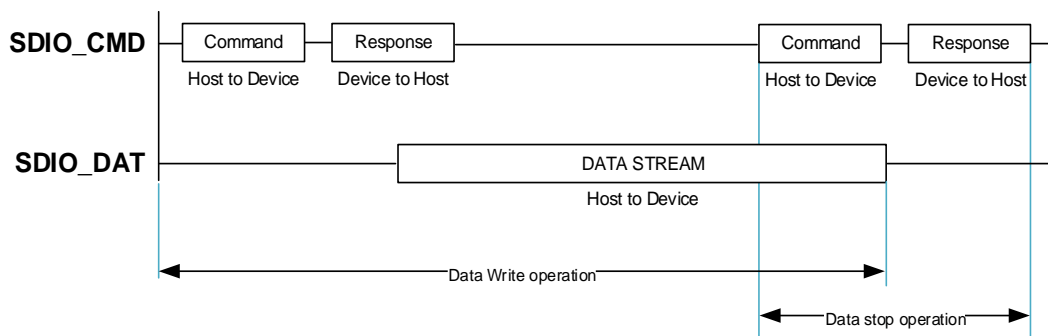 SDIO_CMD
Command
Response
Command
Response
Host to Device
Device to Host
Host to Device
Device to Host
SDIO_DAT
DATA STREAM
Host to Device
Data Write operation
Data stop operation